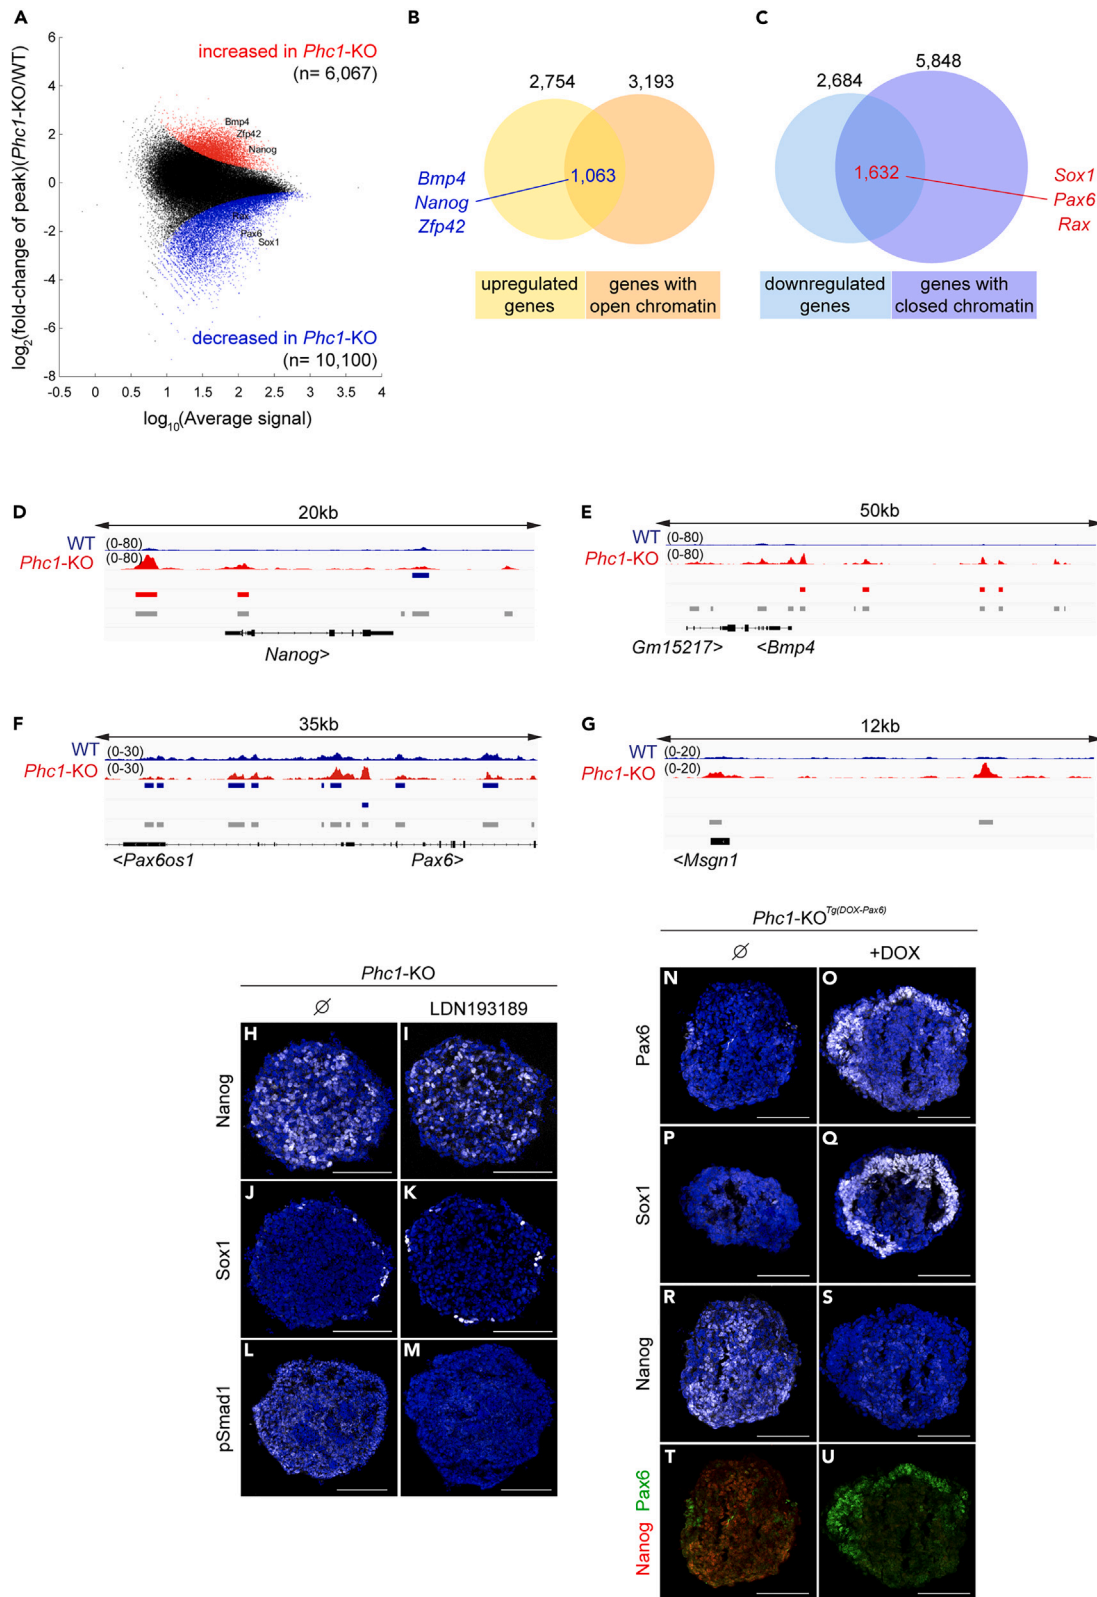 A
log2(fold-change of peak)(Phc1-KO/WT)
6
4
2
0
-2
-4
-6
-8
increased in Phc1-KO
(n= 6,067)
Bmp4
Zfp42
Nanog
Pax6
Sox1
decreased in Phc1-KO
(n= 10,100)
-0.5 0 0.5 1 1.5 2 2.5 3 3.5 4
log10(Average signal)
B
2,754 3,193
1,063
Bmp4
Nanog
Zfp42
upregulated genes
genes with open chromatin
C
2,684 5,848
1,632
Sox1
Pax6
Rax
downregulated genes
genes with closed chromatin
D
20kb
WT (0-80)
Phc1-KO (0-80)
Nanog>
E
50kb
WT (0-80)
Phc1-KO (0-80)
Gm15217> <Bmp4
F
35kb
WT (0-30)
Phc1-KO (0-30)
<Pax6os1 Pax6>
G
12kb
WT (0-20)
Phc1-KO (0-20)
<Msgn1
Phc1-KO
∅ LDN193189
Nanog H I
Sox1 J K
pSmad1 L M
Phc1-KO Tg(DOX-Pax6)
∅ +DOX
Pax6 N O
Sox1 P Q
Nanog R S
Nanog Pax6 T U